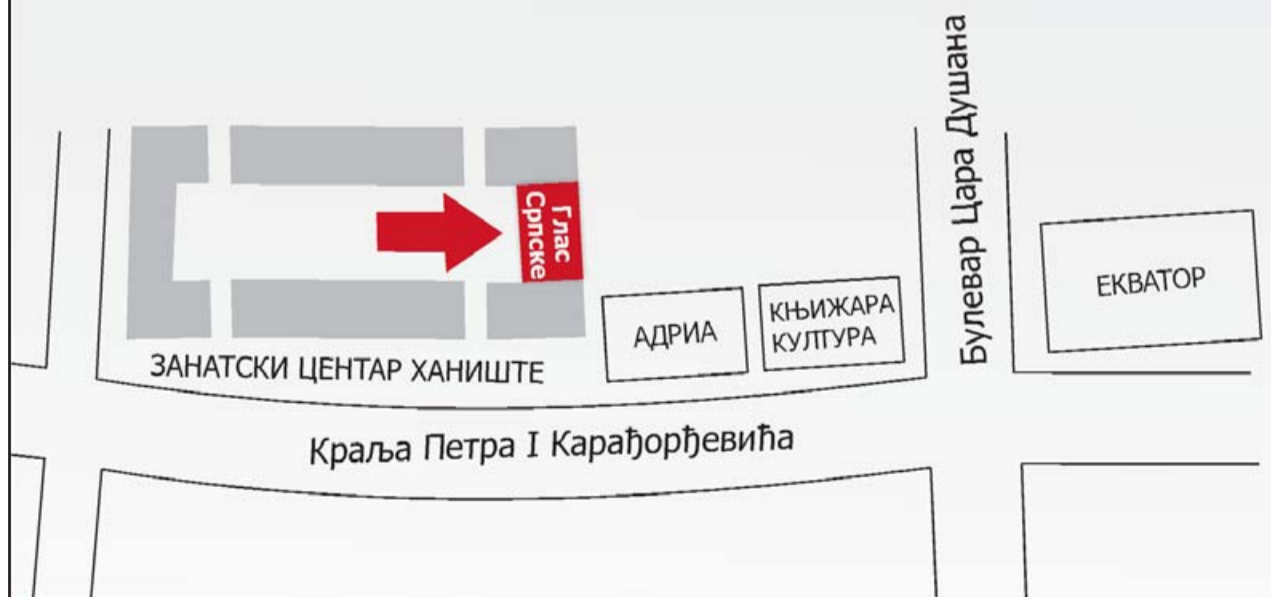 Булевар Цара Душана
Глас
Српске
ЕКВАТОР
КЊИЖАРА
КУЛТУРА
АДРИА
ЗАНАТСКИ ЦЕНТАР ХАНИШТЕ
Краља Петра I Карађорђевића